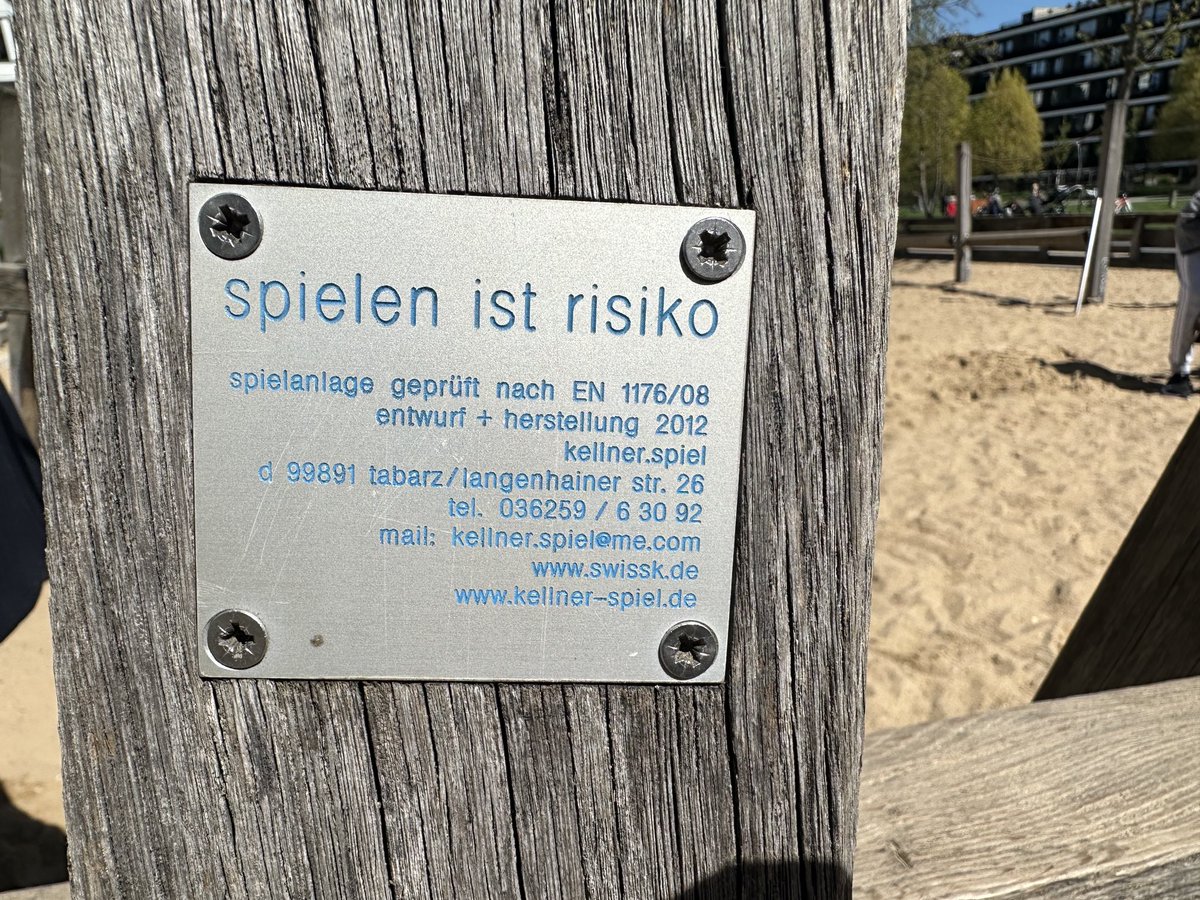 spielen ist risiko
spielanlage geprüft nach EN 1176/08
entwurf + herstellung 2012
kellner.spiel
d 99891 tabarz/langenhainer str. 26
tel. 036259 / 6 30 92
mail: kellner.spiel@me.com
www.swissk.de
www.kellner-spiel.de